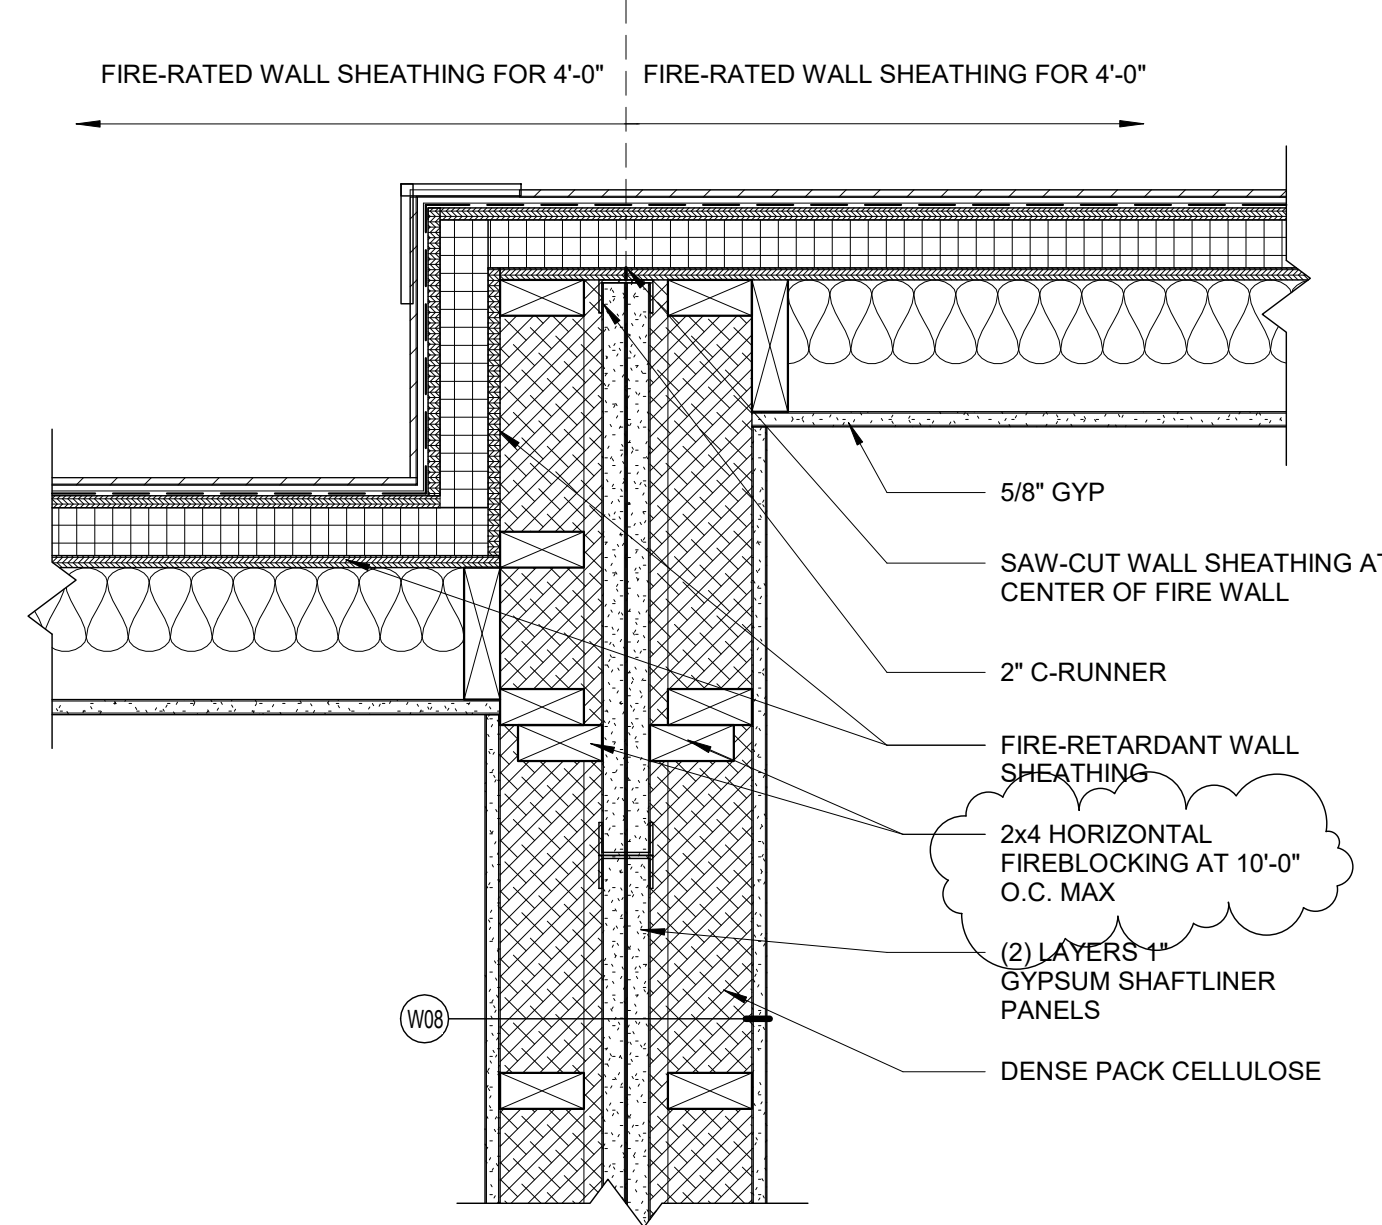 FIRE-RATED WALL SHEATHING FOR 4'-0"
FIRE-RATED WALL SHEATHING FOR 4'-0"
5/8" GYP
SAW-CUT WALL SHEATHING AT
CENTER OF FIRE WALL
2" C-RUNNER
FIRE-RETARDANT WALL
SHEATHING
2x4 HORIZONTAL
FIREBLOCKING AT 10'-0"
O.C. MAX
(2) LAYERS 1"
GYPSUM SHAFTLINER
PANELS
W08
DENSE PACK CELLULOSE